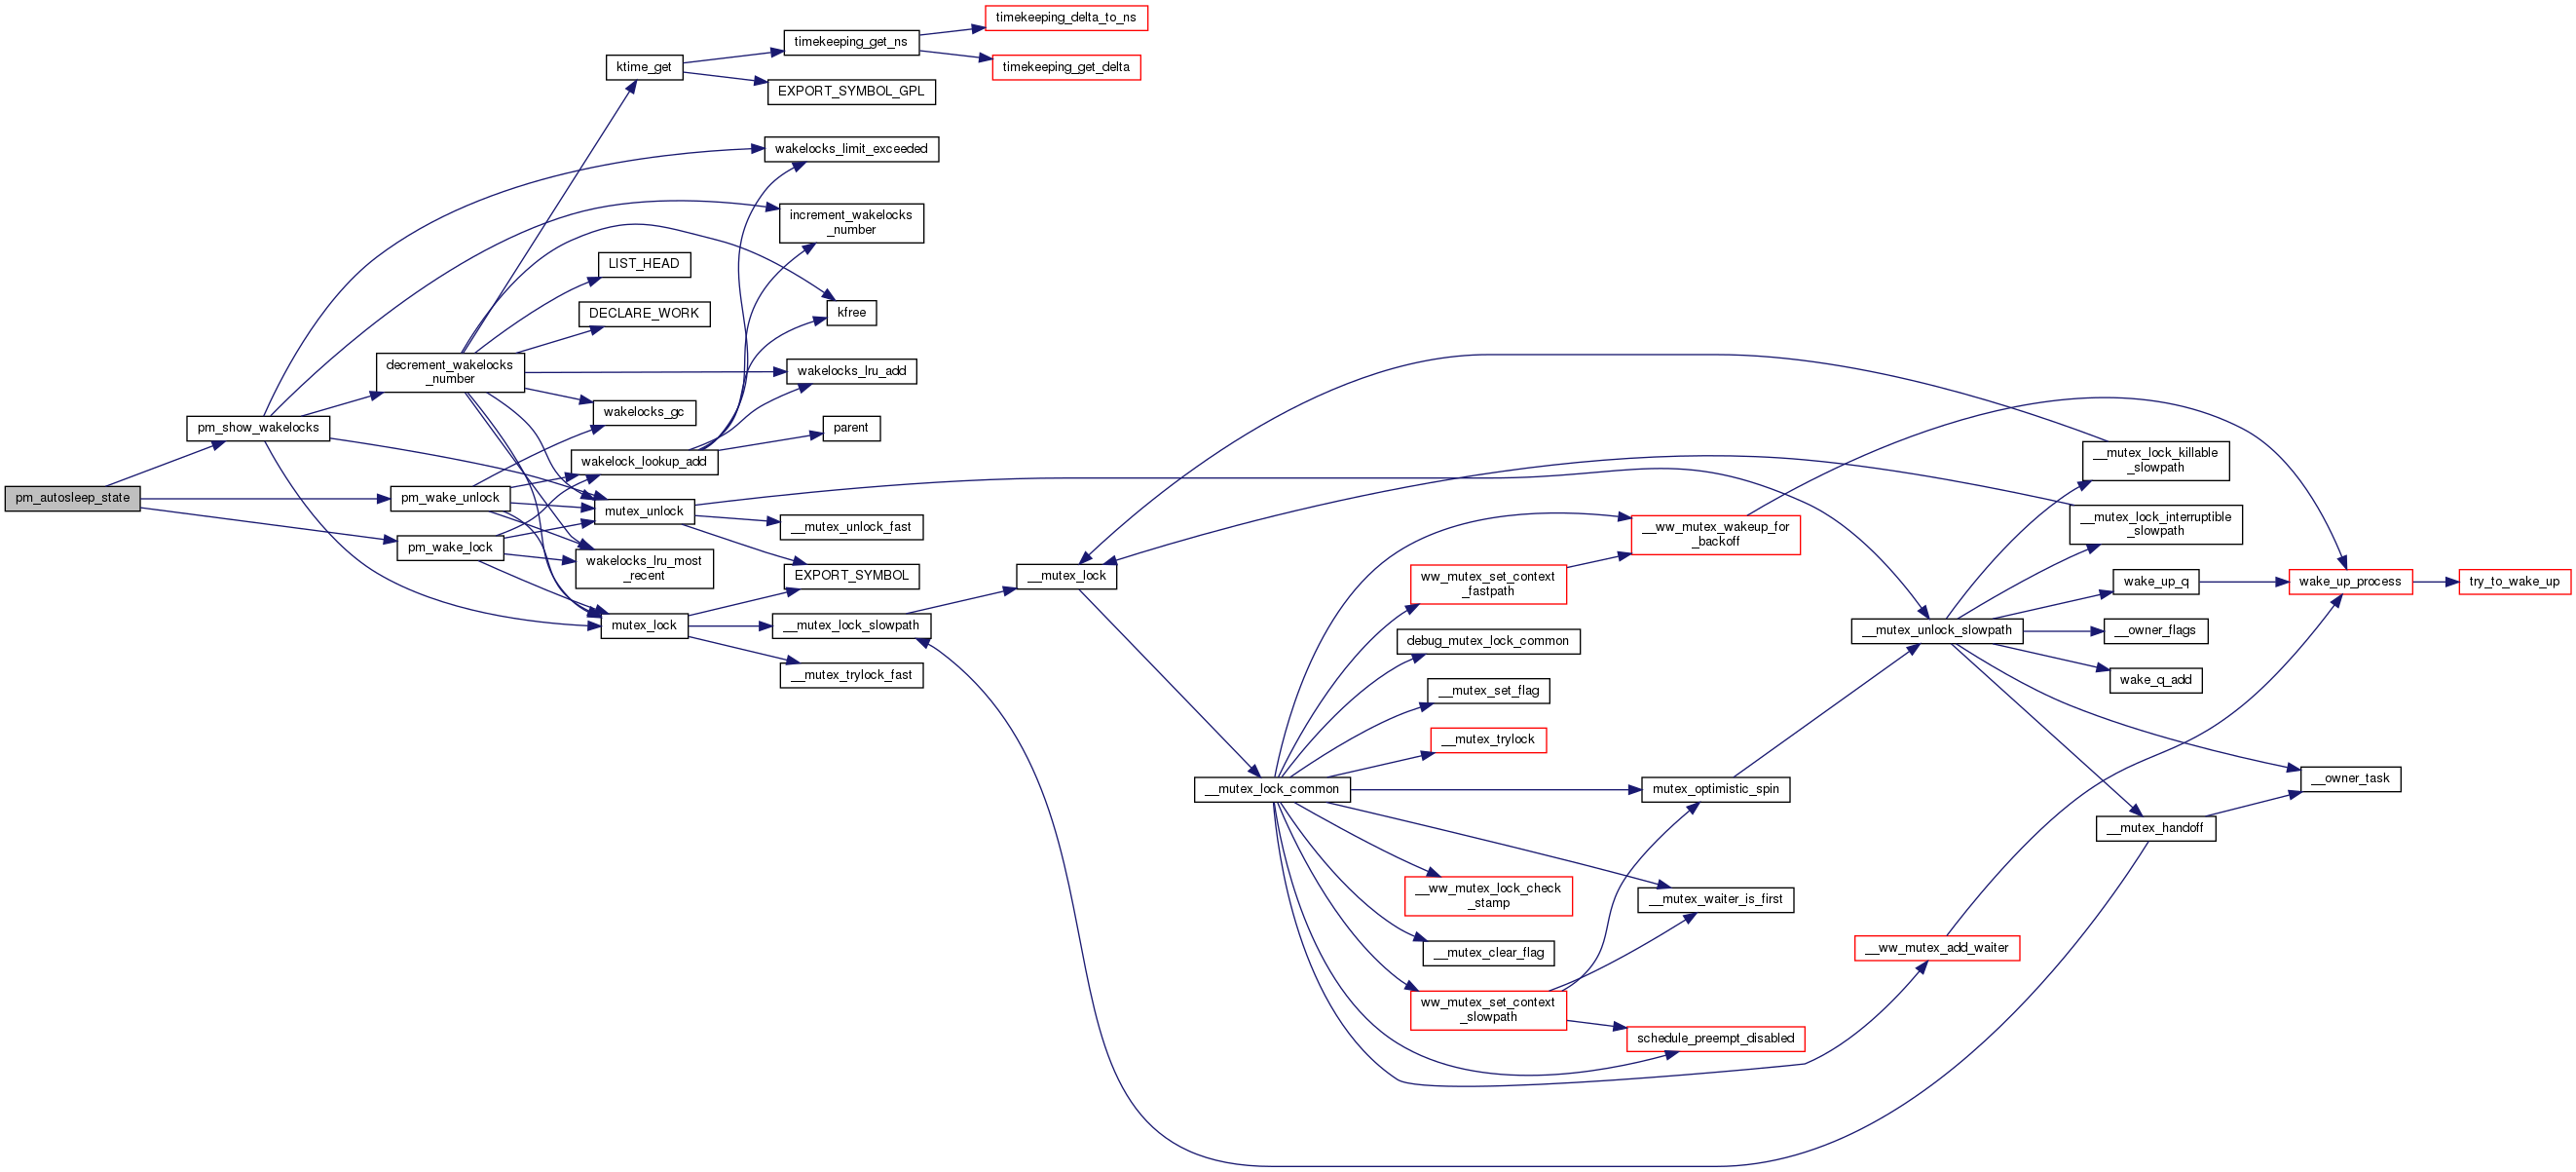 pm_autosleep_state
pm_show_wakelocks
pm_wake_unlock
pm_wake_lock
decrement_wakelocks
_number
ktime_get
LIST_HEAD
DECLARE_WORK
wakelocks_gc
wakelock_lookup_add
mutex_unlock
wakelocks_lru_most
_recent
mutex_lock
timekeeping_get_ns
EXPORT_SYMBOL_GPL
wakelocks_limit_exceeded
increment_wakelocks
_number
kfree
wakelocks_lru_add
parent
__mutex_unlock_fast
EXPORT_SYMBOL
__mutex_lock_slowpath
__mutex_trylock_fast
timekeeping_delta_to_ns
timekeeping_get_delta
__mutex_lock
__mutex_lock_common
ww_mutex_set_context
_fastpath
debug_mutex_lock_common
__mutex_set_flag
__mutex_trylock
__ww_mutex_lock_check
_stamp
__mutex_clear_flag
ww_mutex_set_context
_slowpath
__ww_mutex_wakeup_for
_backoff
mutex_optimistic_spin
__mutex_waiter_is_first
schedule_preempt_disabled
__mutex_unlock_slowpath
__ww_mutex_add_waiter
__mutex_lock_killable
_slowpath
__mutex_lock_interruptible
_slowpath
wake_up_q
__owner_flags
wake_q_add
__mutex_handoff
wake_up_process
__owner_task
try_to_wake_up